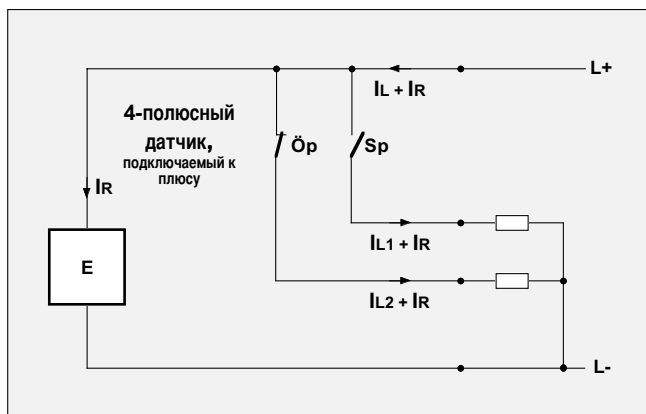 L+
IL + IR
4-полюсный
датчик,
подключаемый к
плюсу
Öp
Sp
IR
IL1 + IR
E
IL2 + IR
L-